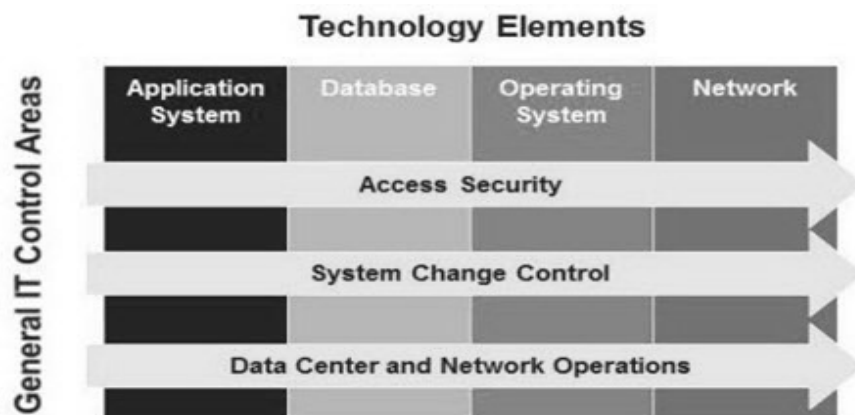 Technology Elements
General IT Control Areas
Application
System
Database
Operating
System
Network
Access Security
System Change Control
Data Center and Network Operations